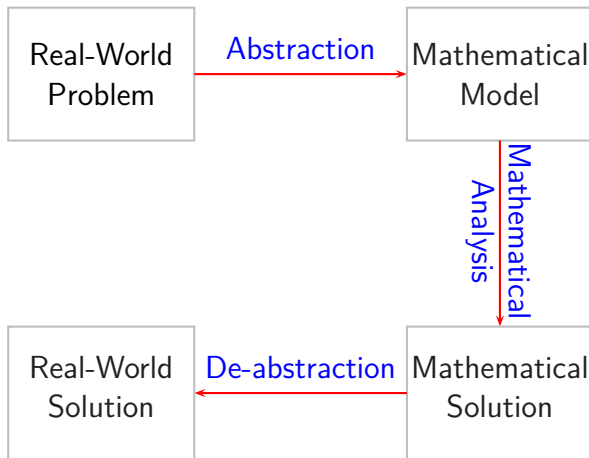 Real-World
Problem
Abstraction
Mathematical
Model
Mathematical
Analysis
Real-World
Solution
De-abstraction
Mathematical
Solution